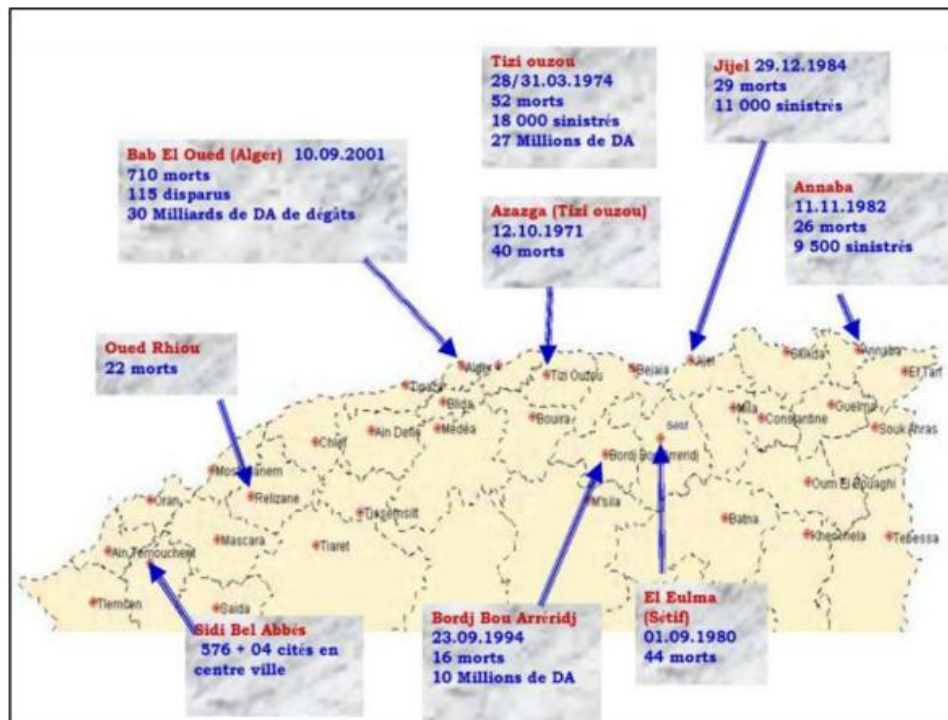 Tizi ouzou
28/31.03.1974
52 morts
18 000 sinistrés
27 Millions de DA
Jijel 29.12.1984
29 morts
11 000 sinistrés
Bab El Oued (Alger) 10.09.2001
710 morts
115 disparus
30 Milliards de DA de dégâts
Azazga (Tizi ouzou)
12.10.1971
40 morts
Annaba
11.11.1982
26 morts
9 500 sinistrés
Oued Rhiou
22 morts
Alger
Tizi Ouzou
Bejaia
Jijel
Skikda
Annaba
El Tarf
Tipaza
Blida
Bouira
Mila
Constantine
Guelma
Souk Ahras
Chlef
Ain Defla
Médéa
Sétif
Bordj Bou Arreridj
Mostaganem
Oran
Relizane
Tissemsilt
M'sila
Oum El Bouaghi
Batna
Khenchela
Tebessa
Ain Temouchent
Mascara
Tiaret
Tlemcen
Saida
Sidi Bel Abbés
576 + 04 cités en
centre ville
Bordj Bou Arréridj
23.09.1994
16 morts
10 Millions de DA
El Eulma
(Sétif)
01.09.1980
44 morts